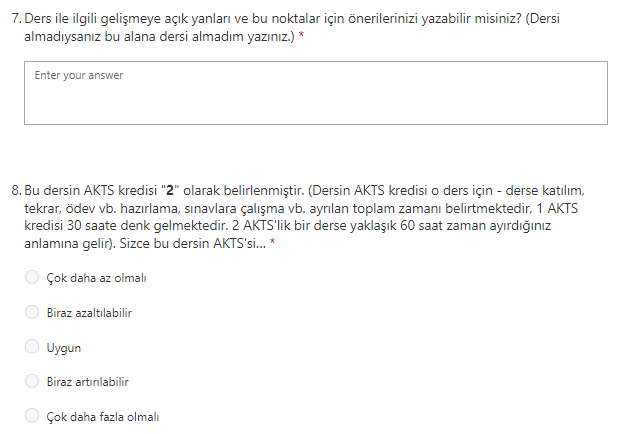 7. Ders ile ilgili gelişmeye açık yanları ve bu noktalar için önerilerinizi yazabilir misiniz? (Dersi
almadıysanız bu alana dersi almadım yazınız.) *
Enter your answer
8. Bu dersin AKTS kredisi "2" olarak belirlenmiştir. (Dersin AKTS kredisi o ders için - derse katılım,
tekrar, ödev vb. hazırlama, sınavlara çalışma vb. ayrılan toplam zamanı belirtmektedir, 1 AKTS
kredisi 30 saate denk gelmektedir. 2 AKTS'lik bir derse yaklaşık 60 saat zaman ayırdığınız
anlamına gelir). Sizce bu dersin AKTS'si... *
Çok daha az olmalı
Biraz azaltılabilir
Uygun
Biraz artırılabilir
Çok daha fazla olmalı